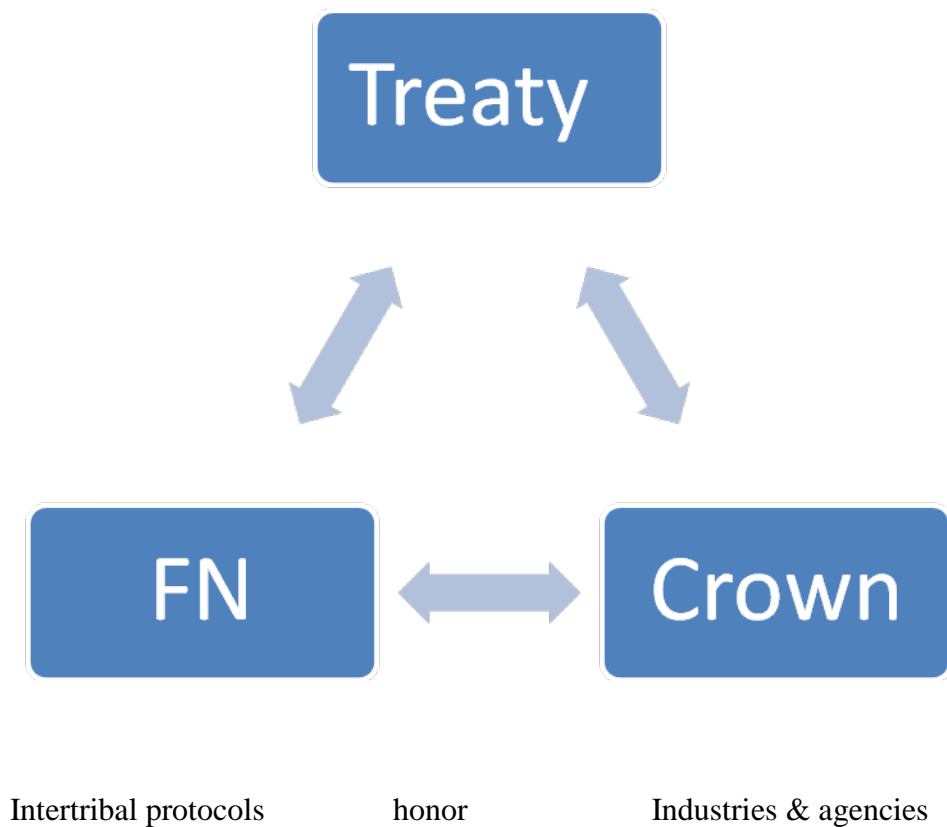 Treaty
FN Crown
Intertribal protocols honor Industries & agencies